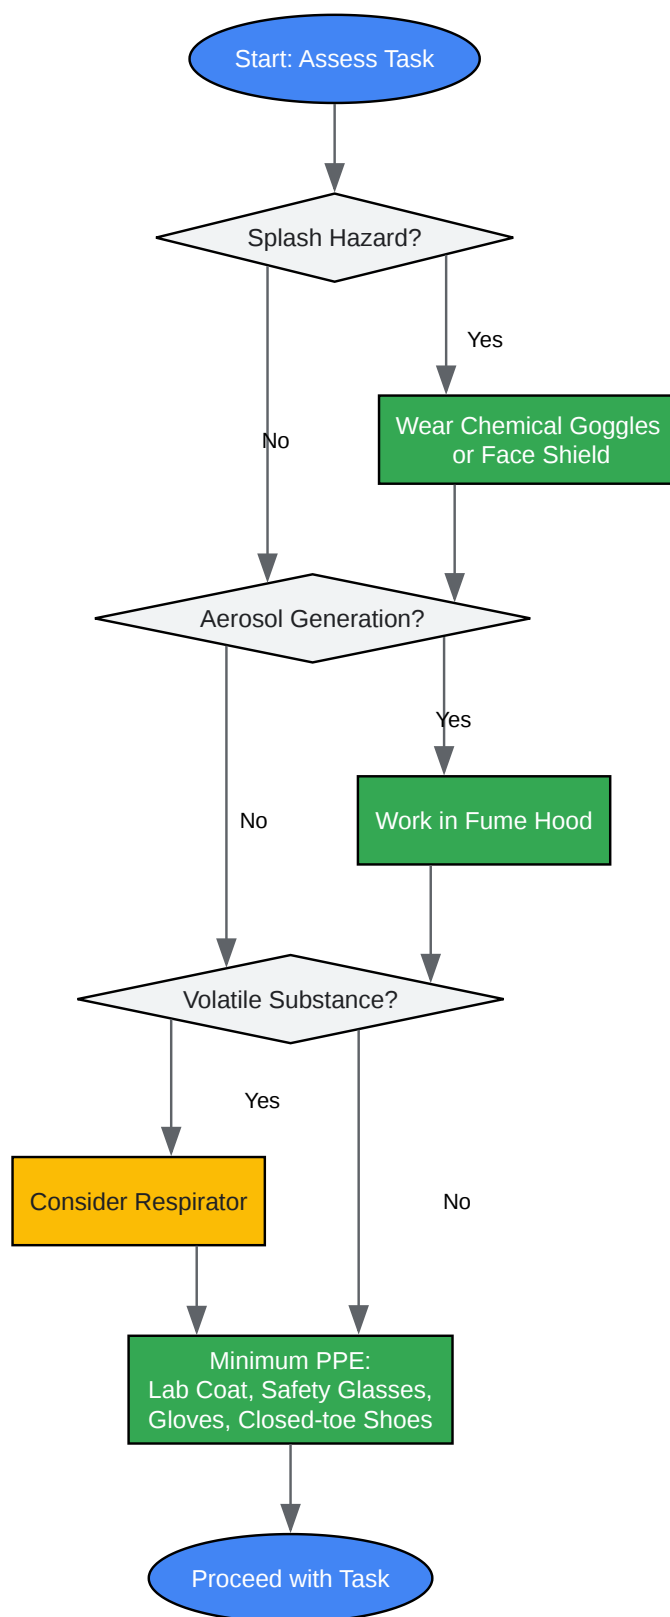 Start: Assess Task
Splash Hazard?
Yes
Wear Chemical Goggles
or Face Shield
No
Aerosol Generation?
Yes
Work in Fume Hood
No
Volatile Substance?
Yes
Consider Respirator
No
Minimum PPE:
Lab Coat, Safety Glasses,
Gloves, Closed-toe Shoes
Proceed with Task